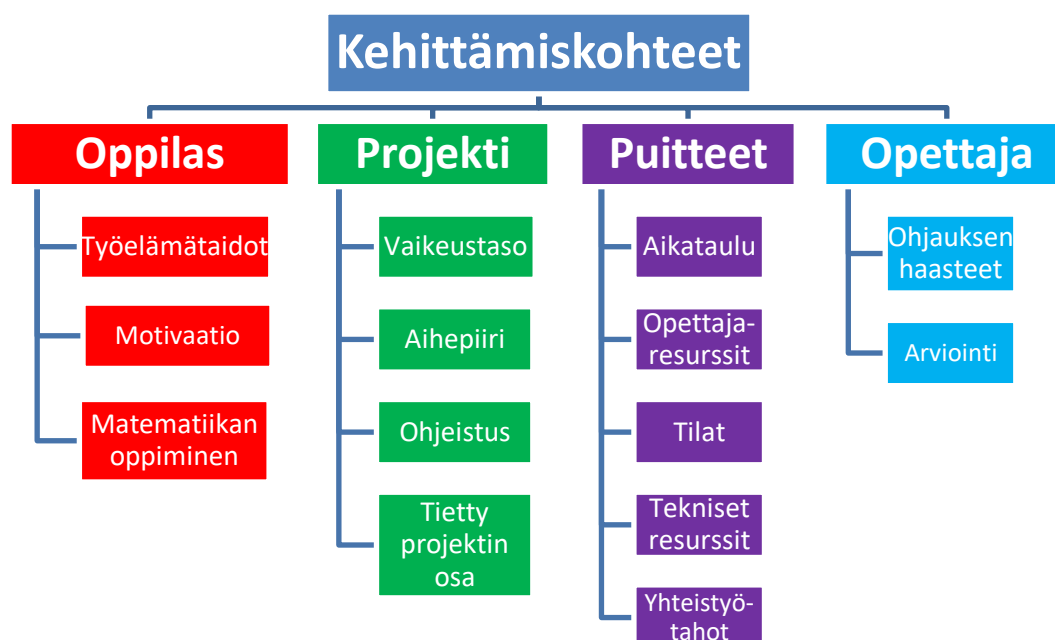 Kehittämiskohteet
Oppilas
Työelämätaidot
Motivaatio
Matematiikan
oppiminen
Projekti
Vaikeustaso
Aihepiiri
Ohjeistus
Tietty
projektin
osa
Puitteet
Aikataulu
Opettaja-
resurssit
Tilat
Tekniset
resurssit
Yhteistyö-
tahot
Opettaja
Ohjauksen
haasteet
Arviointi